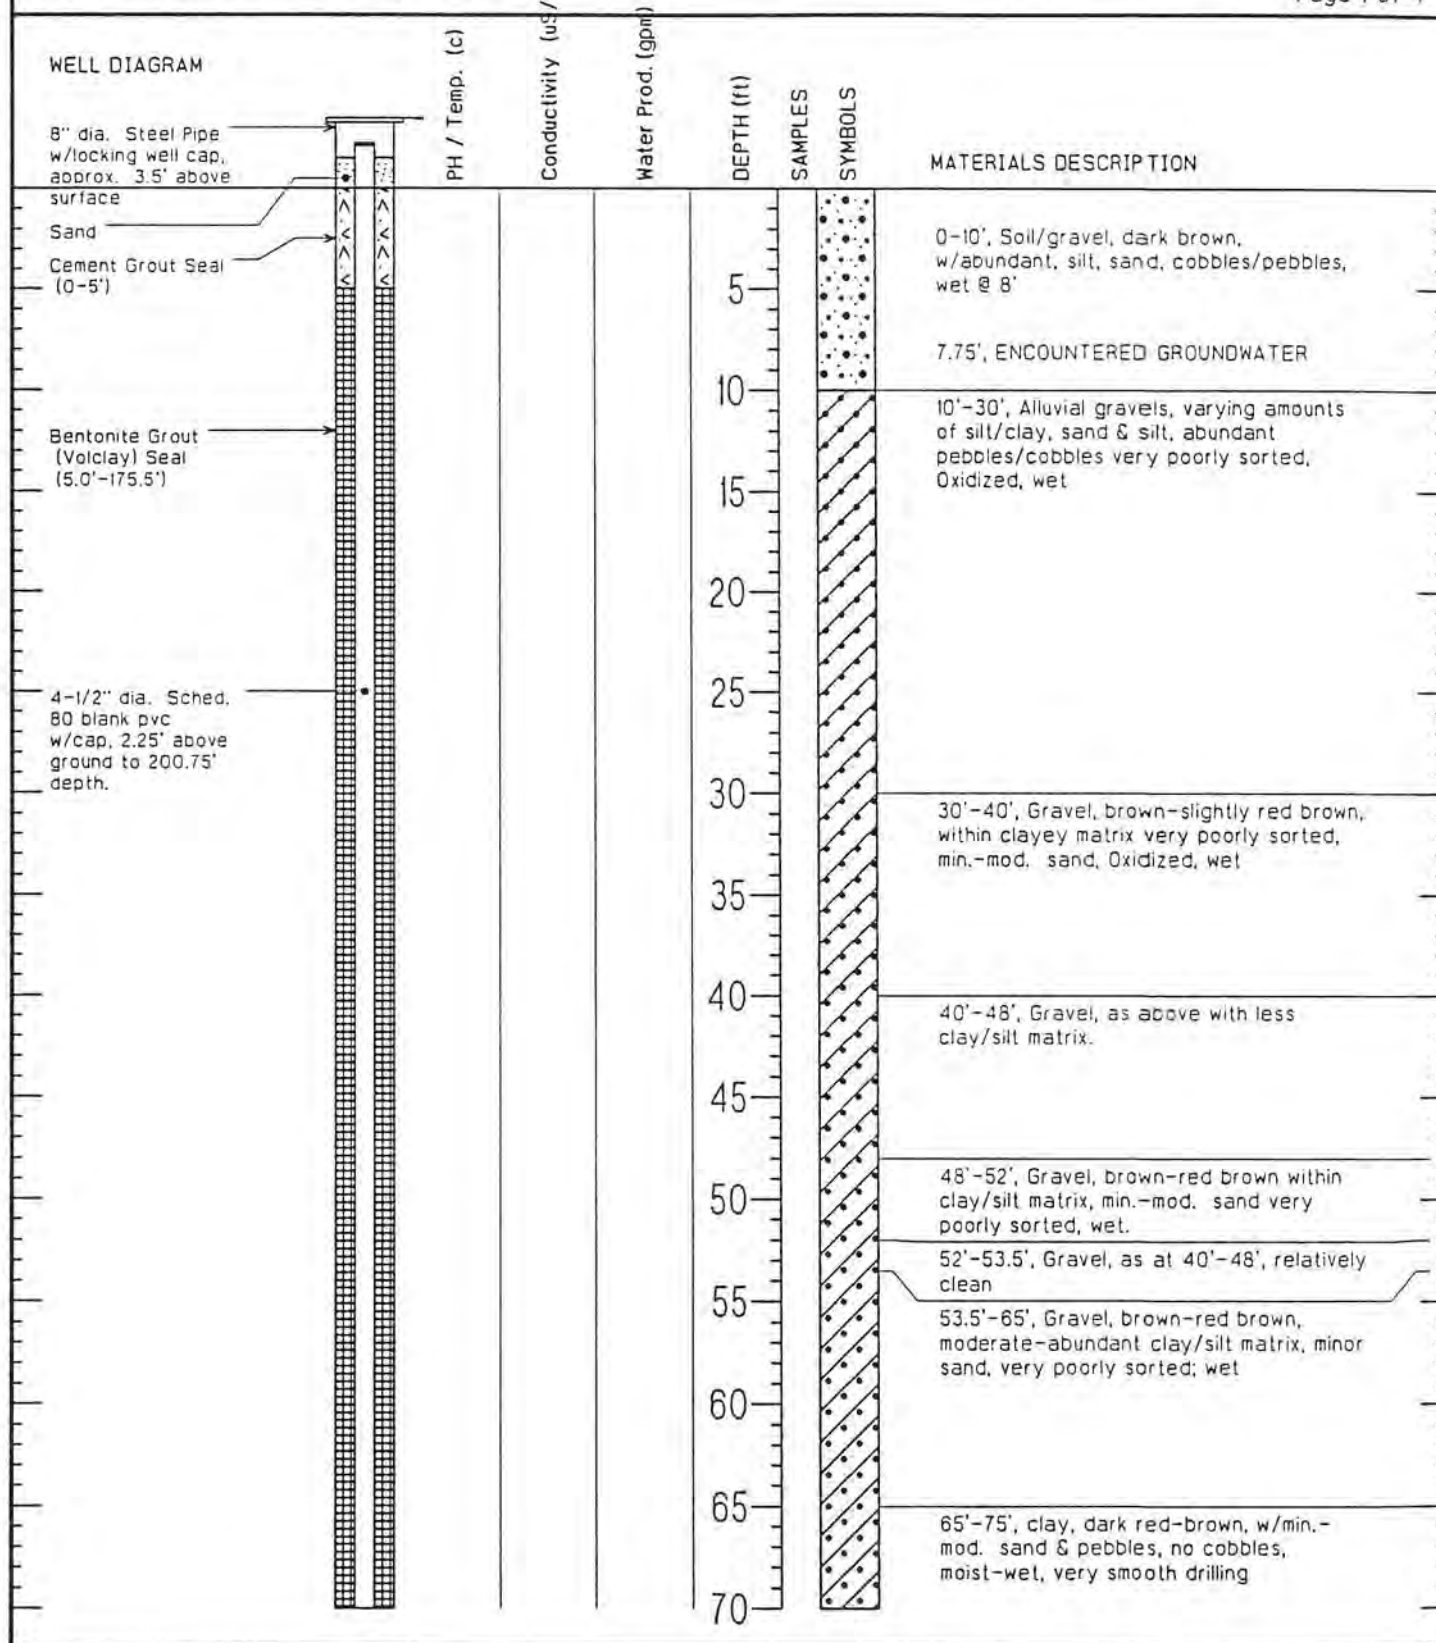 WELL DIAGRAM
PH / Temp. (c)
Conductivity (uS/
Water Prod. (gpm)
DEPTH (ft)
SAMPLES
SYMBOLS
MATERIALS DESCRIPTION
8" dia. Steel Pipe
w/locking well cap,
approx. 3.5' above
surface
Sand
Cement Grout Seal
(0-5')
Bentonite Grout
(Volclay) Seal
(5.0'-175.5')
4-1/2" dia. Sched.
80 blank pvc
w/cap, 2.25' above
ground to 200.75'
depth.
5
10
15
20
25
30
35
40
45
50
55
60
65
70
0-10', Soil/gravel, dark brown,
w/abundant, silt, sand, cobbles/pebbles,
wet @ 8'
7.75', ENCOUNTERED GROUNDWATER
10'-30', Alluvial gravels, varying amounts
of silt/clay, sand & silt, abundant
pebbles/cobbles very poorly sorted,
Oxidized, wet
30'-40', Gravel, brown-slightly red brown,
within clayey matrix very poorly sorted,
min.-mod. sand, Oxidized, wet
40'-48', Gravel, as above with less
clay/silt matrix.
48'-52', Gravel, brown-red brown within
clay/silt matrix, min.-mod. sand very
poorly sorted, wet.
52'-53.5', Gravel, as at 40'-48', relatively
clean
53.5'-65', Gravel, brown-red brown,
moderate-abundant clay/silt matrix, minor
sand, very poorly sorted; wet
65'-75', clay, dark red-brown, w/min.-
mod. sand & pebbles, no cobbles,
moist-wet, very smooth drilling